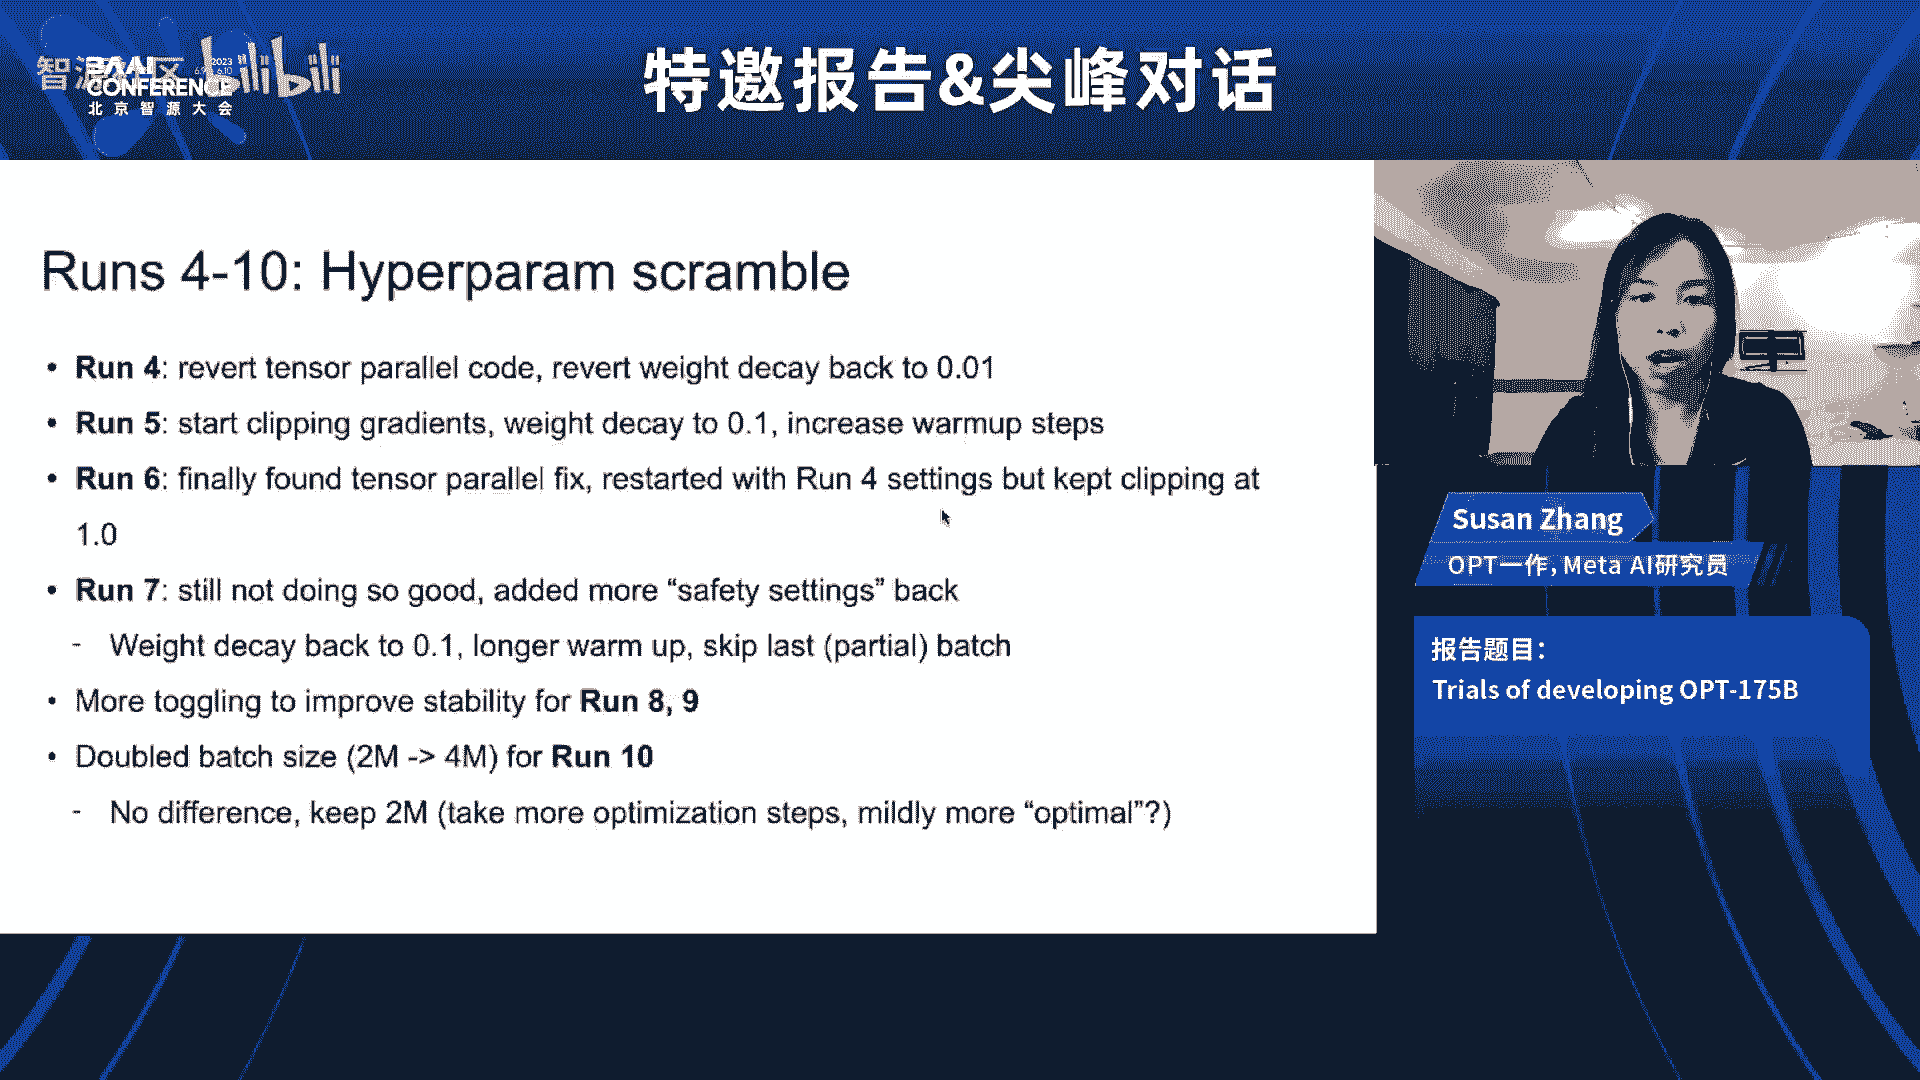 智源社区 bilibili
BAAI 2023
CONFERENCE 6.9-6.10
北京智源大会
特邀报告&尖峰对话
Runs 4-10: Hyperparam scramble
• Run 4: revert tensor parallel code, revert weight decay back to 0.01
• Run 5: start clipping gradients, weight decay to 0.1, increase warmup steps
• Run 6: finally found tensor parallel fix, restarted with Run 4 settings but kept clipping at
1.0
• Run 7: still not doing so good, added more “safety settings” back
- Weight decay back to 0.1, longer warm up, skip last (partial) batch
• More toggling to improve stability for Run 8, 9
• Doubled batch size (2M -> 4M) for Run 10
- No difference, keep 2M (take more optimization steps, mildly more “optimal”?)
Susan Zhang
OPT一作, Meta AI研究员
报告题目：
Trials of developing OPT-175B